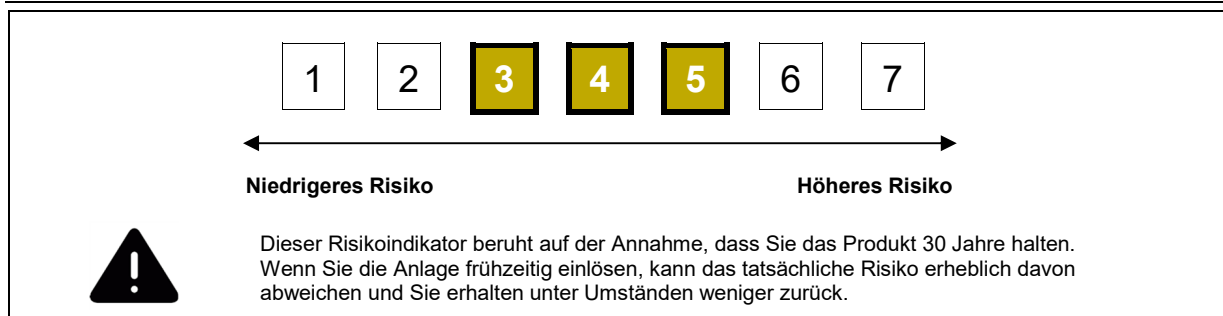 1 2 3 4 5 6 7
Niedrigeres Risiko Höheres Risiko
Dieser Risikoindikator beruht auf der Annahme, dass Sie das Produkt 30 Jahre halten.
Wenn Sie die Anlage frühzeitig einlösen, kann das tatsächliche Risiko erheblich davon
abweichen und Sie erhalten unter Umständen weniger zurück.